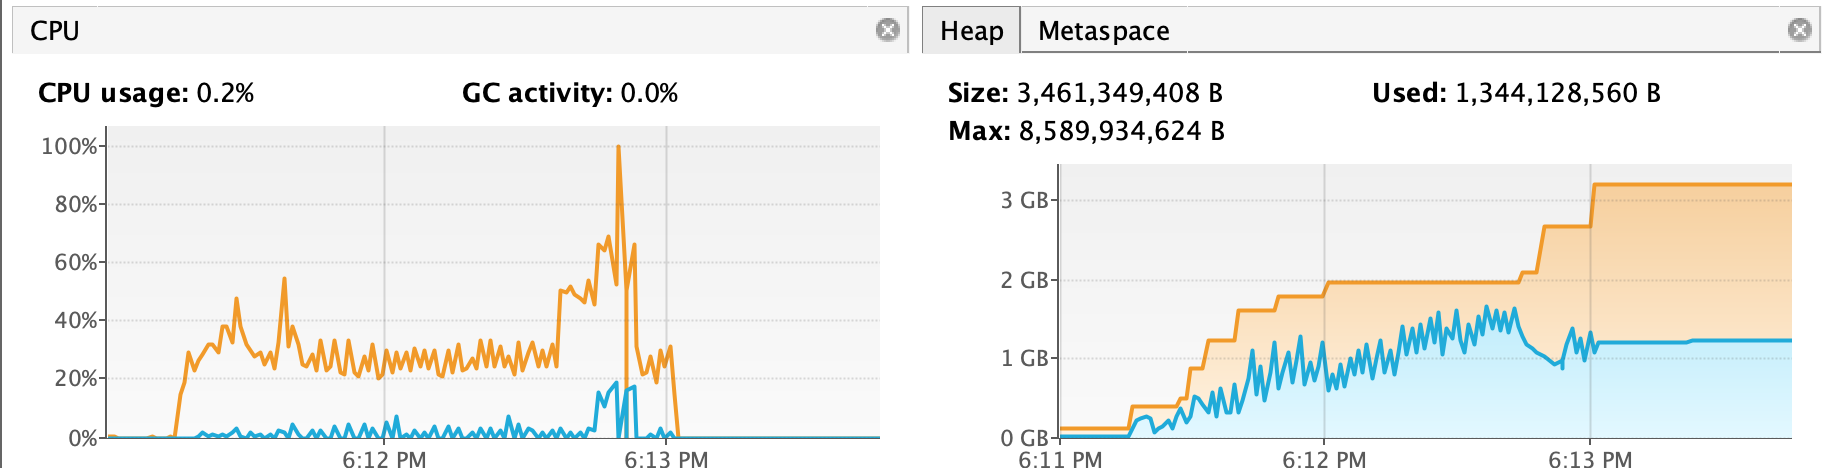 CPU
CPU usage: 0.2%
GC activity: 0.0%
100%
80%
60%
40%
20%
0%
6:12 PM
6:13 PM
Heap
Metaspace
Size: 3,461,349,408 B
Used: 1,344,128,560 B
Max: 8,589,934,624 B
3 GB
2 GB
1 GB
0 GB
6:11 PM
6:12 PM
6:13 PM